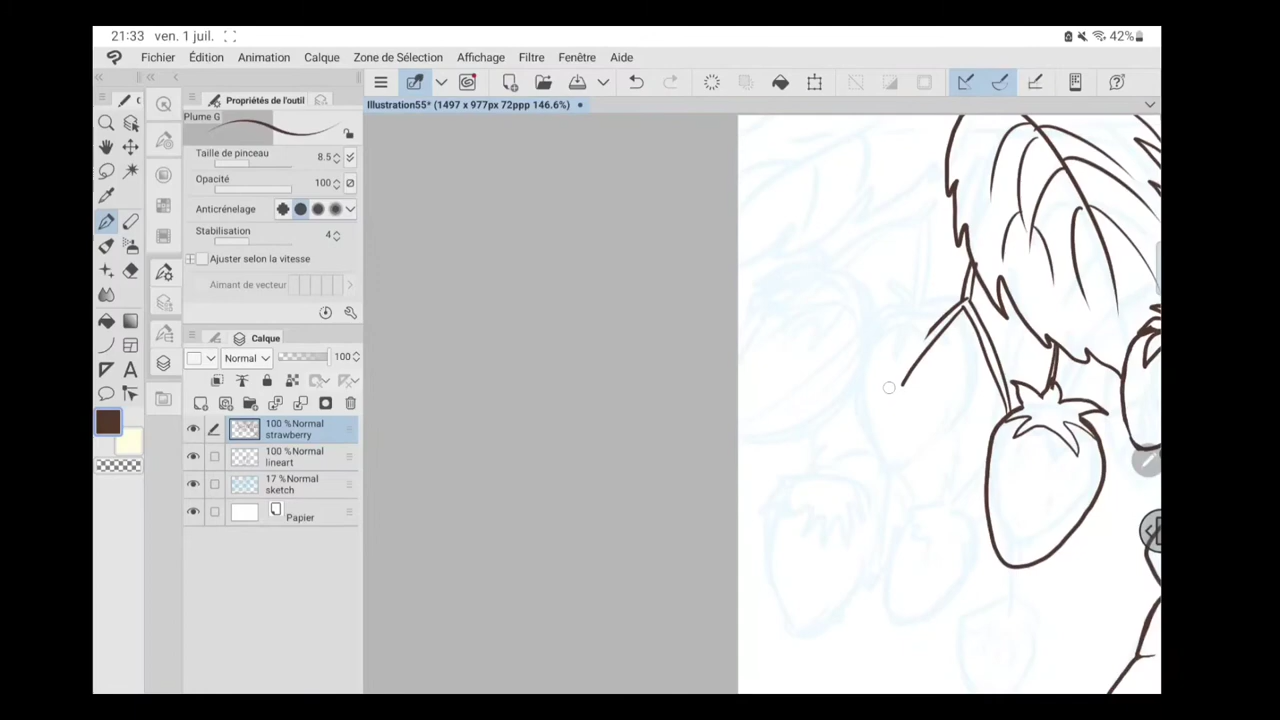 21:33 ven. 1 juil. 42%
Fichier Édition Animation Calque Zone de Sélection Affichage Filtre Fenêtre Aide
Propriétés de l'outil
Illustration55* (1497 x 977px 72ppp 146.6%)
Plume G
Taille de pinceau 8.5
Opacité 100
Anticrénelage
Stabilisation 4
Ajuster selon la vitesse
Aimant de vecteur
Calque
Normal 100
100 %Normal
strawberry
100 %Normal
lineart
17 %Normal
sketch
Papier